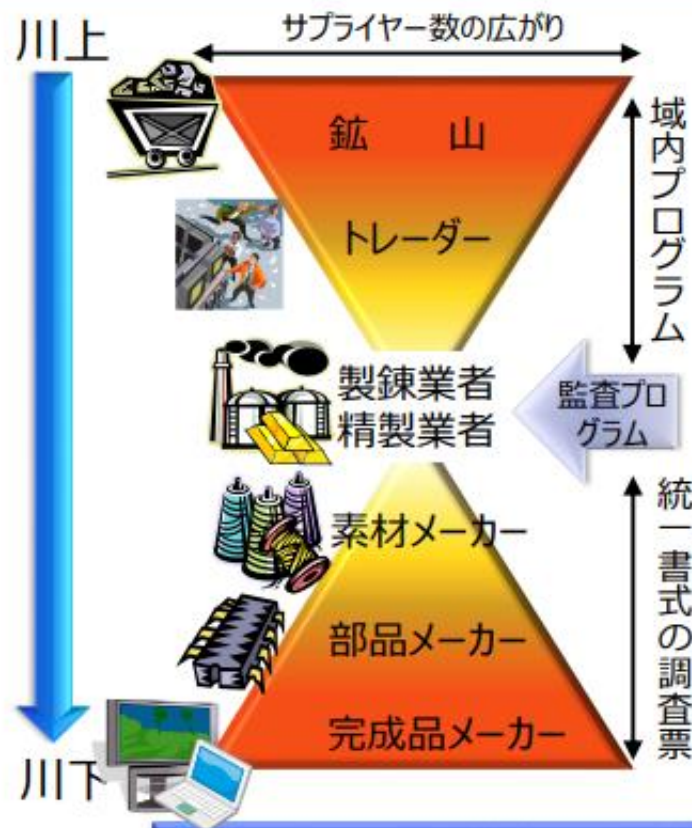 川上
サプライヤー数の広がり
鉱　　山
トレーダー
域内プログラム
製錬業者
精製業者
監査プロ
グラム
素材メーカー
部品メーカー
完成品メーカー
統一書式の調査票
川下